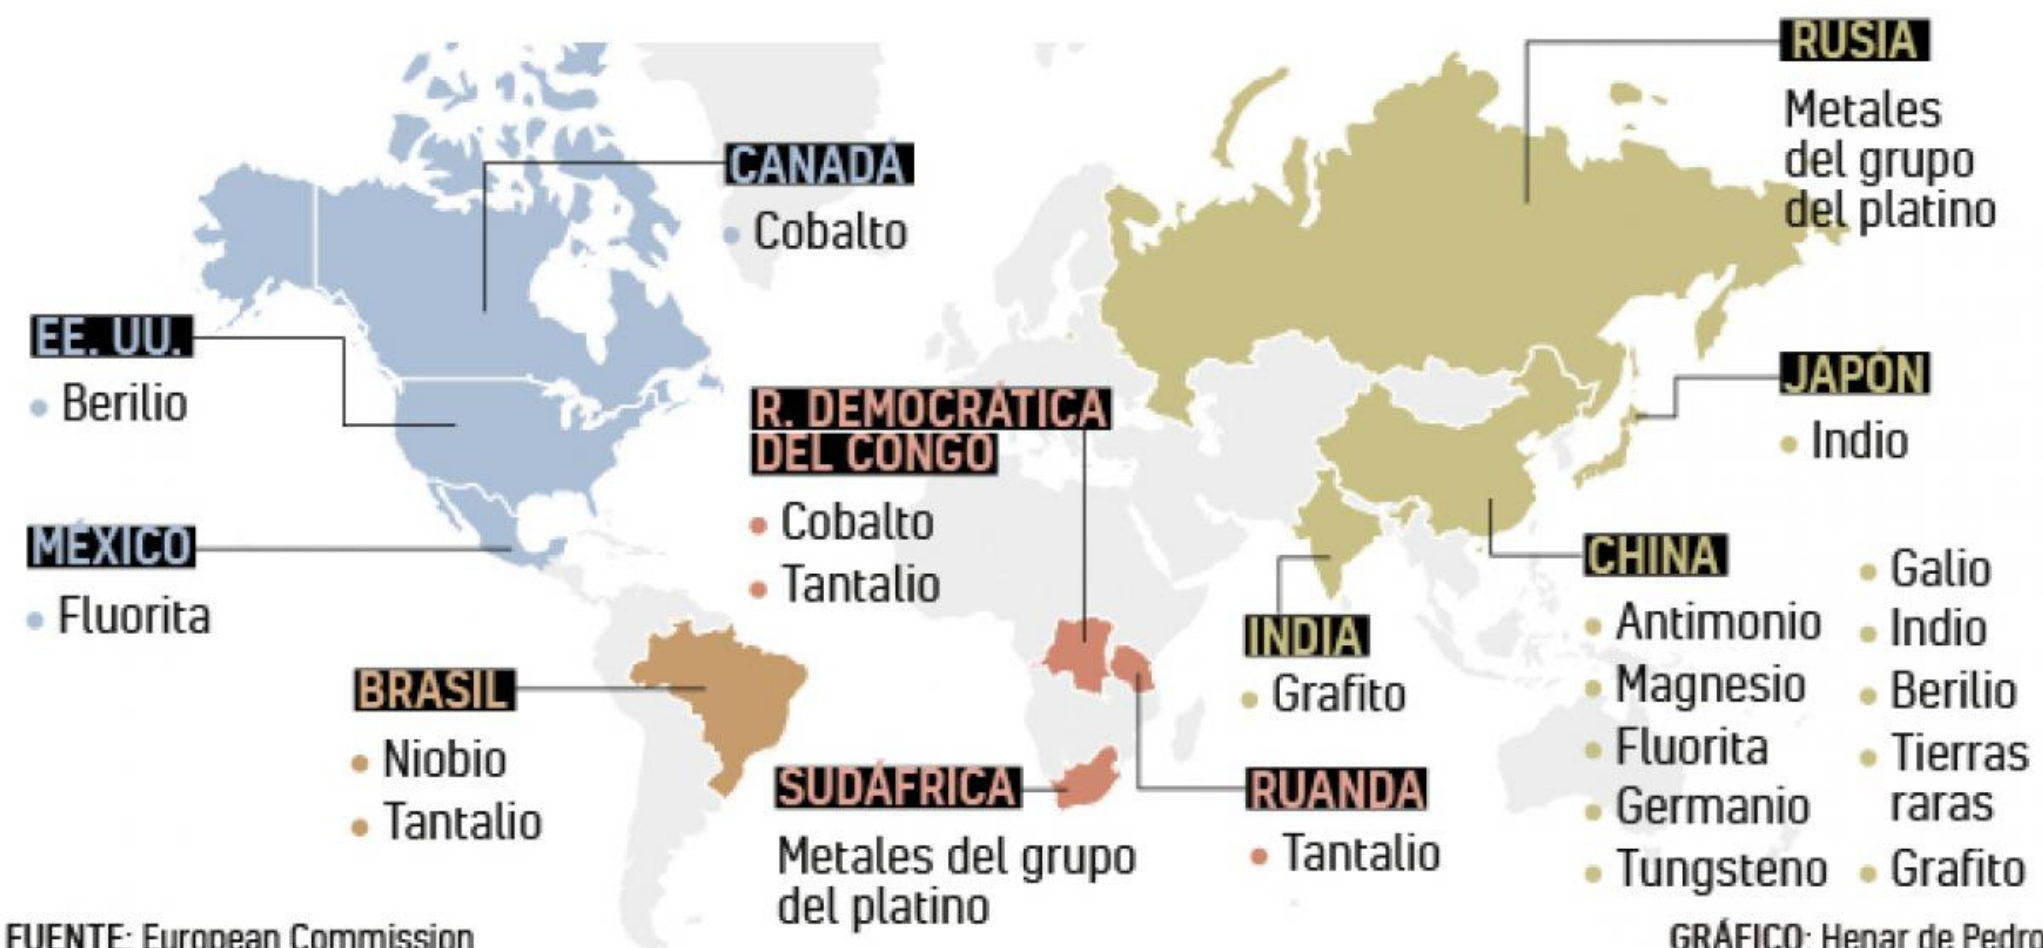 RUSIA
Metales
del grupo
del platino
CANADÁ
Cobalto
EE. UU.
Berilio
JAPÓN
Indio
R. DEMOCRÁTICA
DEL CONGO
Cobalto
Tantalio
MÉXICO
Fluorita
CHINA
Antimonio
Magnesio
Fluorita
Germanio
Tungsteno
Galio
Indio
Berilio
Tierras
raras
Grafito
INDIA
Grafito
BRASIL
Niobio
Tantalio
SUDÁFRICA
Metales del grupo
del platino
RUANDA
Tantalio
FUENTE: European Commission
GRÁFICO: Henar de Pedro